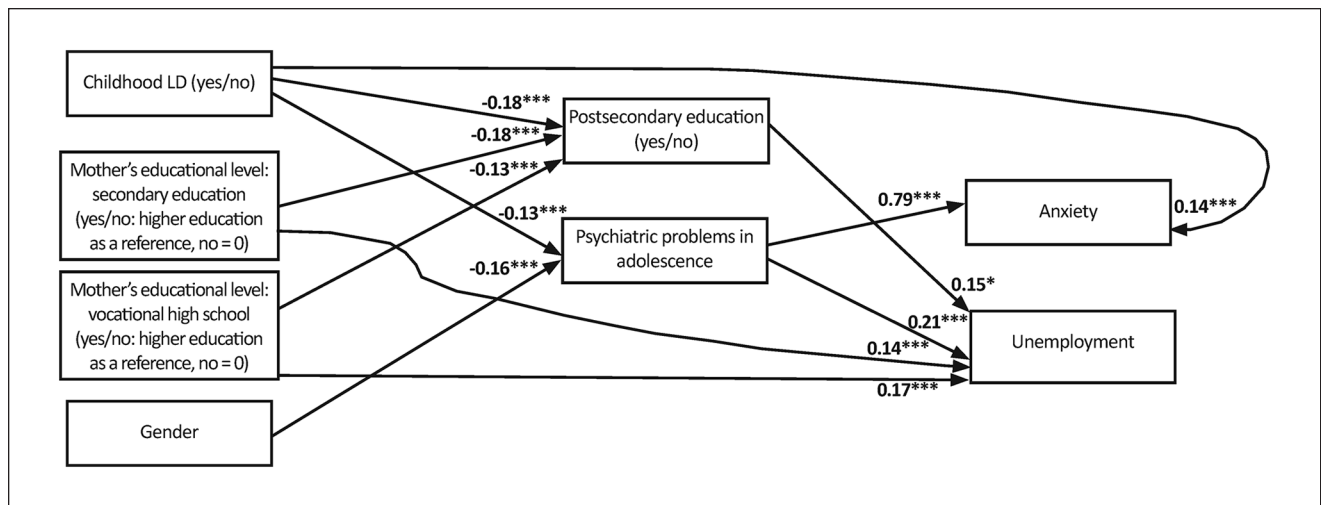 Childhood LD (yes/no)
Mother’s educational level:
secondary education
(yes/no: higher education
as a reference, no = 0)
Mother’s educational level:
vocational high school
(yes/no: higher education
as a reference, no = 0)
Gender
-0.18***
-0.18***
-0.13***
-0.13***
-0.16***
Postsecondary education
(yes/no)
Psychiatric problems in
adolescence
0.79***
0.15*
0.21***
0.14***
0.17***
Anxiety
0.14***
Unemployment